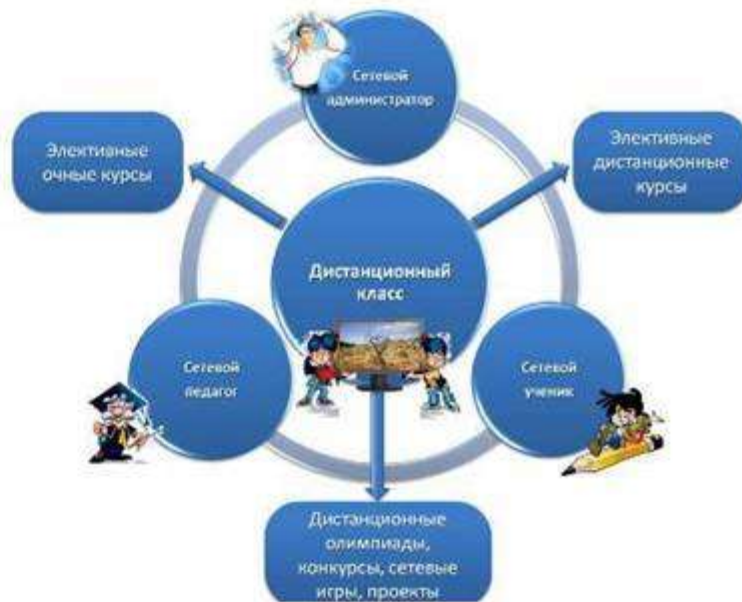 Сетевой
администратор
Элективные
очные курсы
Элективные
дистанционные
курсы
Дистанционный
класс
Сетевой
педагог
Сетевой
ученик
Дистанционные
олимпиады,
конкурсы, сетевые
игры, проекты